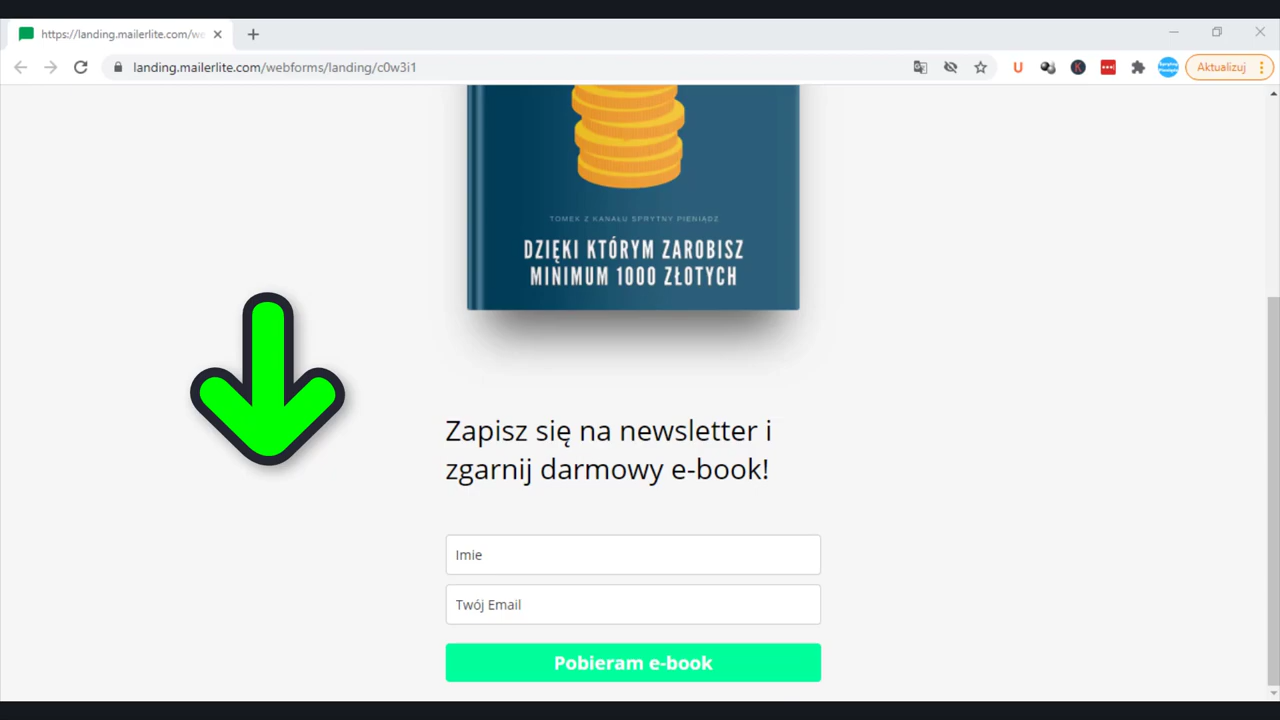 https://landing.mailerlite.com/we
landing.mailerlite.com/webforms/landing/c0w3i1
Aktualizuj
TOMEK Z KANAŁU SPRYTNY PIENIĄDZ
DZIĘKI KTÓRYM ZAROBISZ
MINIMUM 1000 ZŁOTYCH
Zapisz się na newsletter i
zgarnij darmowy e-book!
Imie
Twój Email
Pobieram e-book